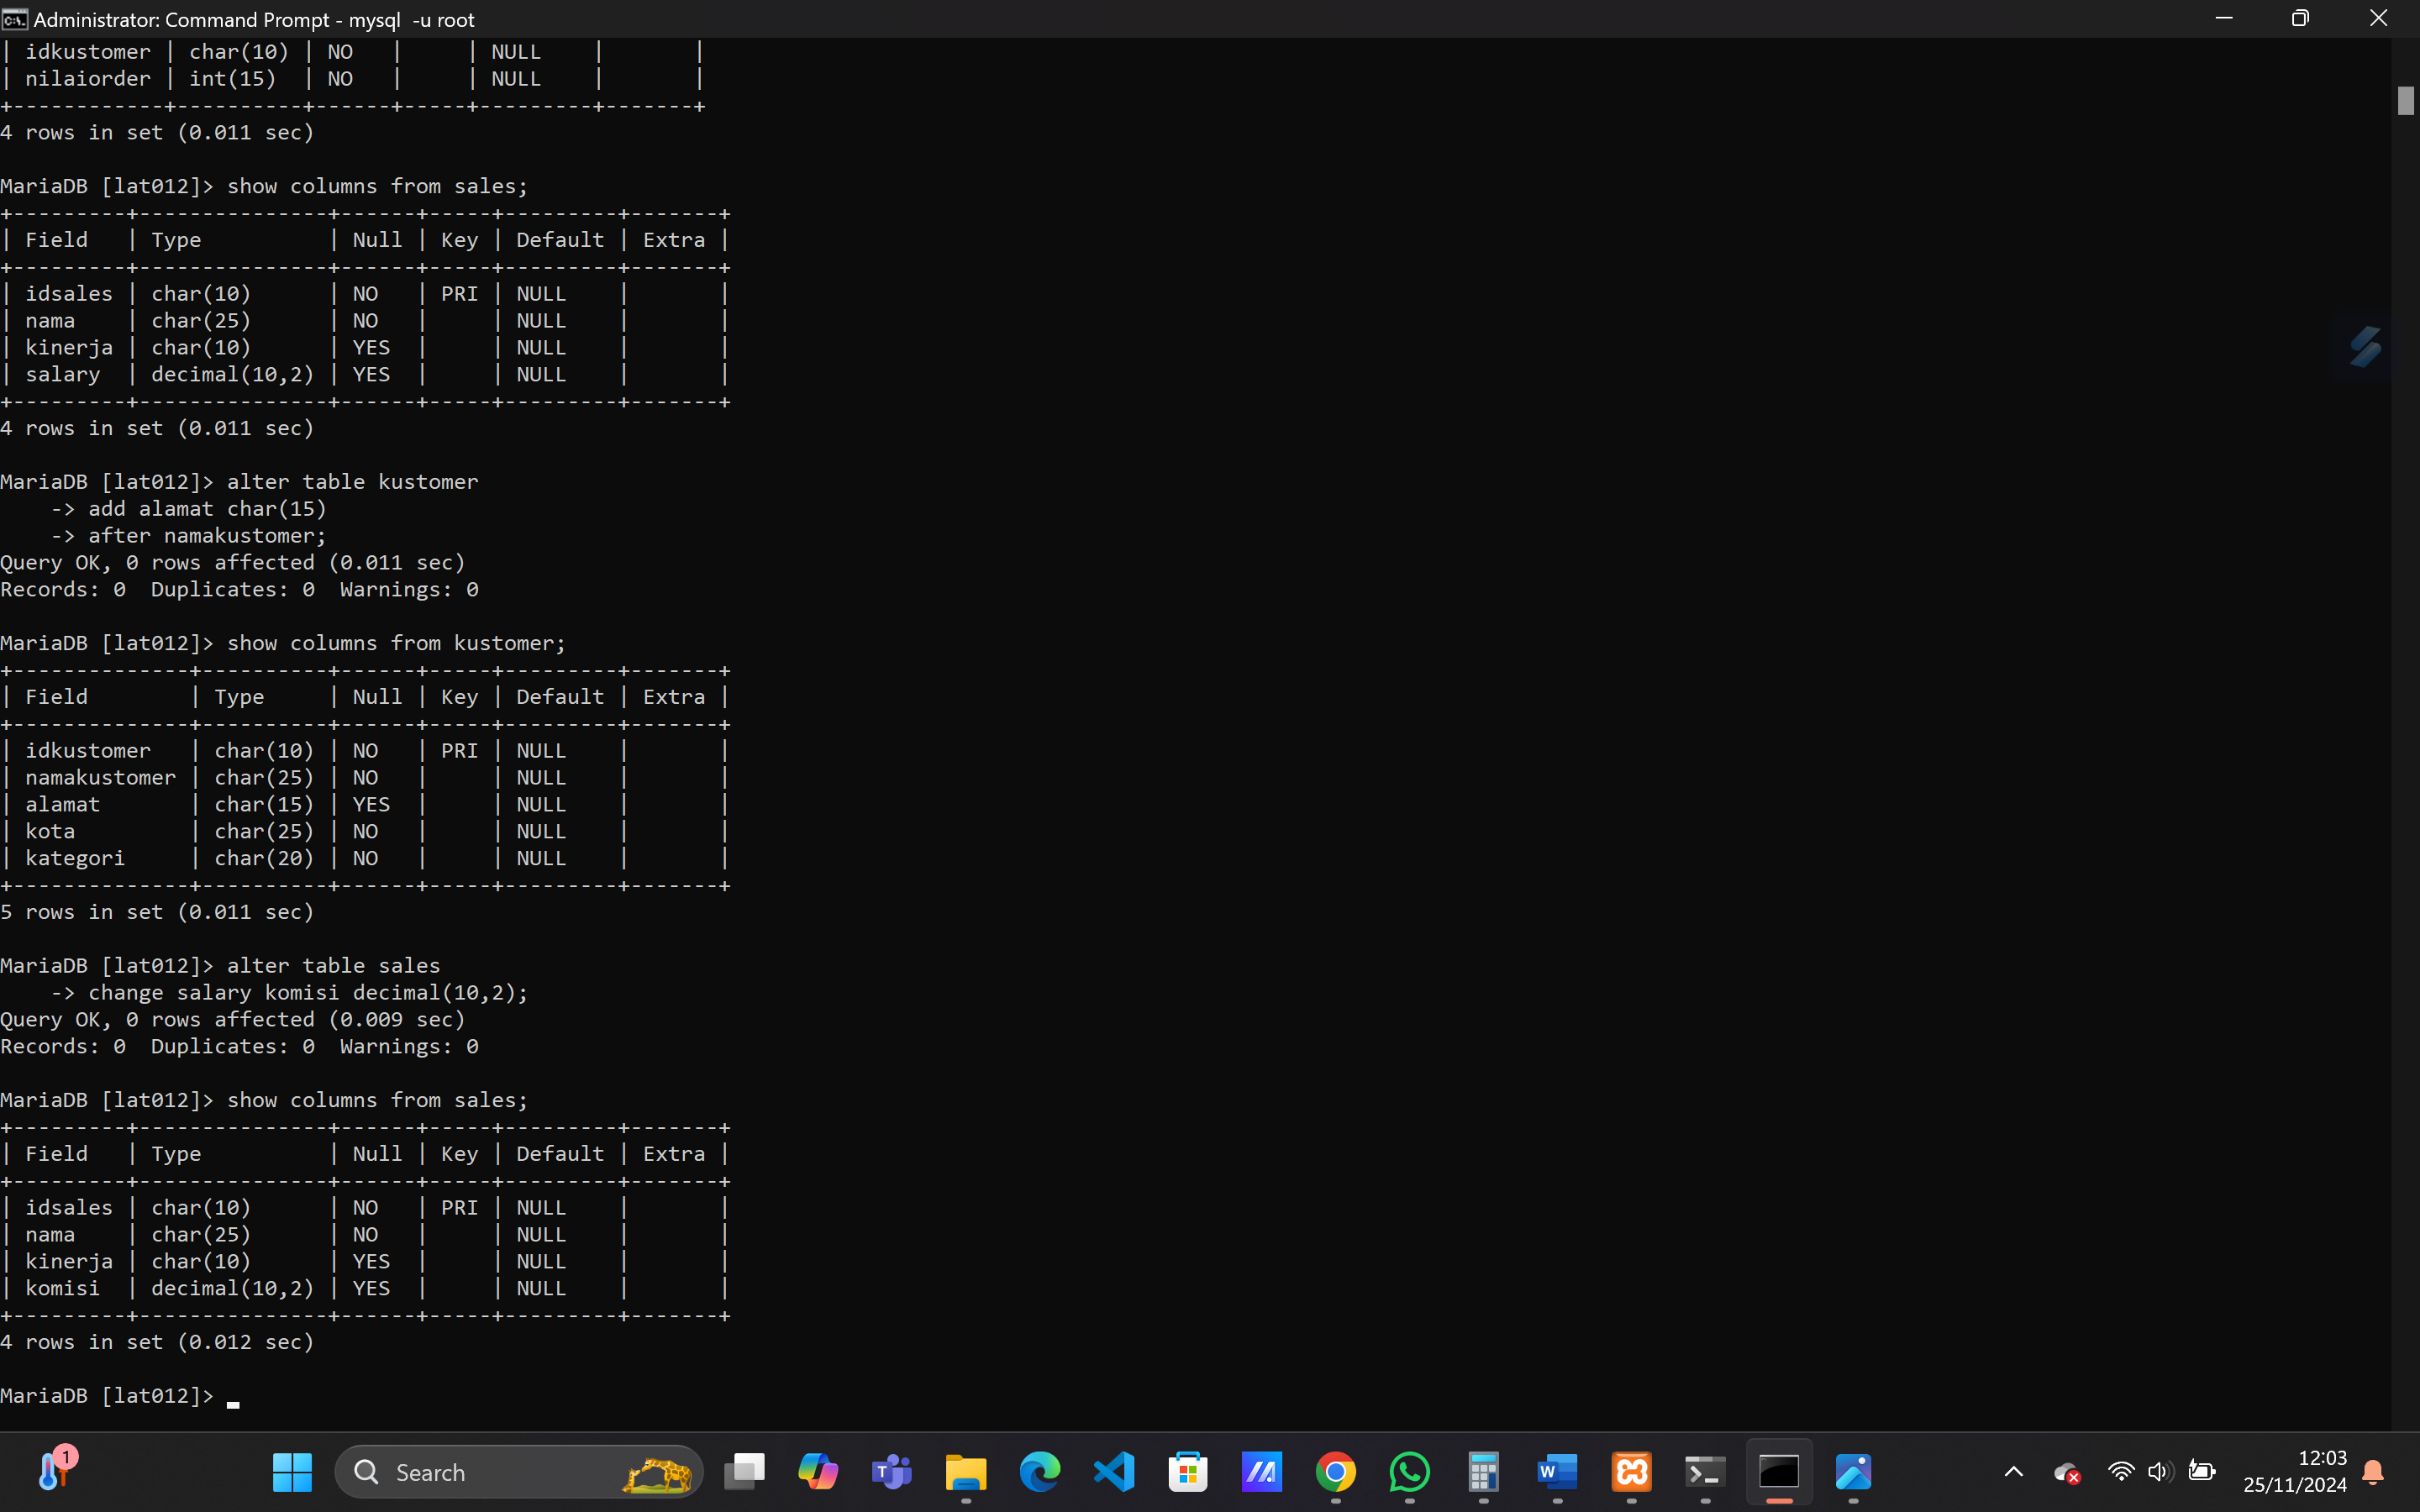 Administrator: Command Prompt - mysql  -u root
| idkustomer | char(10) | NO   |     | NULL    |       |
| nilaiorder | int(15)  | NO   |     | NULL    |       |
+------------+----------+------+-----+---------+-------+
4 rows in set (0.011 sec)
MariaDB [lat012]> show columns from sales;
+---------+---------------+------+-----+---------+-------+
| Field   | Type          | Null | Key | Default | Extra |
+---------+---------------+------+-----+---------+-------+
| idsales | char(10)      | NO   | PRI | NULL    |       |
| nama    | char(25)      | NO   |     | NULL    |       |
| kinerja | char(10)      | YES  |     | NULL    |       |
| salary  | decimal(10,2) | YES  |     | NULL    |       |
+---------+---------------+------+-----+---------+-------+
4 rows in set (0.011 sec)
MariaDB [lat012]> alter table kustomer
    -> add alamat char(15)
    -> after namakustomer;
Query OK, 0 rows affected (0.011 sec)
Records: 0  Duplicates: 0  Warnings: 0
MariaDB [lat012]> show columns from kustomer;
+--------------+----------+------+-----+---------+-------+
| Field        | Type     | Null | Key | Default | Extra |
+--------------+----------+------+-----+---------+-------+
| idkustomer   | char(10) | NO   | PRI | NULL    |       |
| namakustomer | char(25) | NO   |     | NULL    |       |
| alamat       | char(15) | YES  |     | NULL    |       |
| kota         | char(25) | NO   |     | NULL    |       |
| kategori     | char(20) | NO   |     | NULL    |       |
+--------------+----------+------+-----+---------+-------+
5 rows in set (0.011 sec)
MariaDB [lat012]> alter table sales
    -> change salary komisi decimal(10,2);
Query OK, 0 rows affected (0.009 sec)
Records: 0  Duplicates: 0  Warnings: 0
MariaDB [lat012]> show columns from sales;
+---------+---------------+------+-----+---------+-------+
| Field   | Type          | Null | Key | Default | Extra |
+---------+---------------+------+-----+---------+-------+
| idsales | char(10)      | NO   | PRI | NULL    |       |
| nama    | char(25)      | NO   |     | NULL    |       |
| kinerja | char(10)      | YES  |     | NULL    |       |
| komisi  | decimal(10,2) | YES  |     | NULL    |       |
+---------+---------------+------+-----+---------+-------+
4 rows in set (0.012 sec)
MariaDB [lat012]> _
1
Search
12:03
25/11/2024